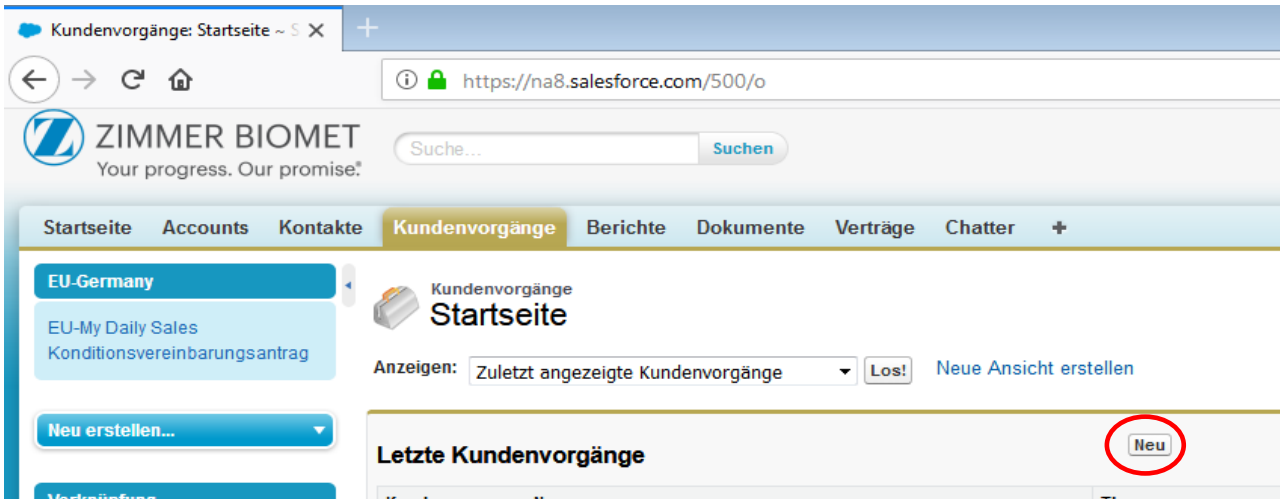 Kundenvorgänge: Startseite ~ S
https://na8.salesforce.com/500/o
ZIMMER BIOMET
Your progress. Our promise.®
Suche...
Suchen
Startseite Accounts Kontakte Kundenvorgänge Berichte Dokumente Verträge Chatter +
EU-Germany
EU-My Daily Sales
Konditionsvereinbarungsantrag
Kundenvorgänge
Startseite
Anzeigen: Zuletzt angezeigte Kundenvorgänge Los! Neue Ansicht erstellen
Neu erstellen...
Letzte Kundenvorgänge Neu